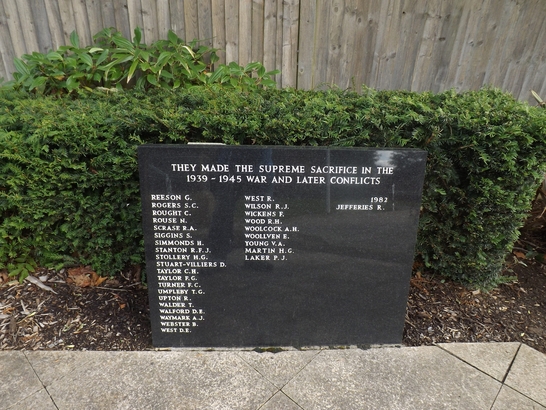 THEY MADE THE SUPREME SACRIFICE IN THE
1939 - 1945 WAR AND LATER CONFLICTS
REESON G.
ROGERS S.C.
ROUGHT C.
ROUSE N.
SCRASE R.A.
SIGGINS S.
SIMMONDS H.
STANTON R.F.J.
STOLLERY H.G.
STUART-VILLIERS D.
TAYLOR C.H.
TAYLOR F.G.
TURNER F.C.
UMPLEBY T.G.
UPTON R.
WALDER T.
WALFORD D.E.
WAYMARK A.J.
WEBSTER B.
WEST D.E.
WEST R.
WILSON R.J.
WICKENS F.
WOOD R.H.
WOOLCOCK A.H.
WOOLLVEN E.
YOUNG V.A.
MARTIN H.G.
LAKER P.J.
1982
JEFFERIES R.